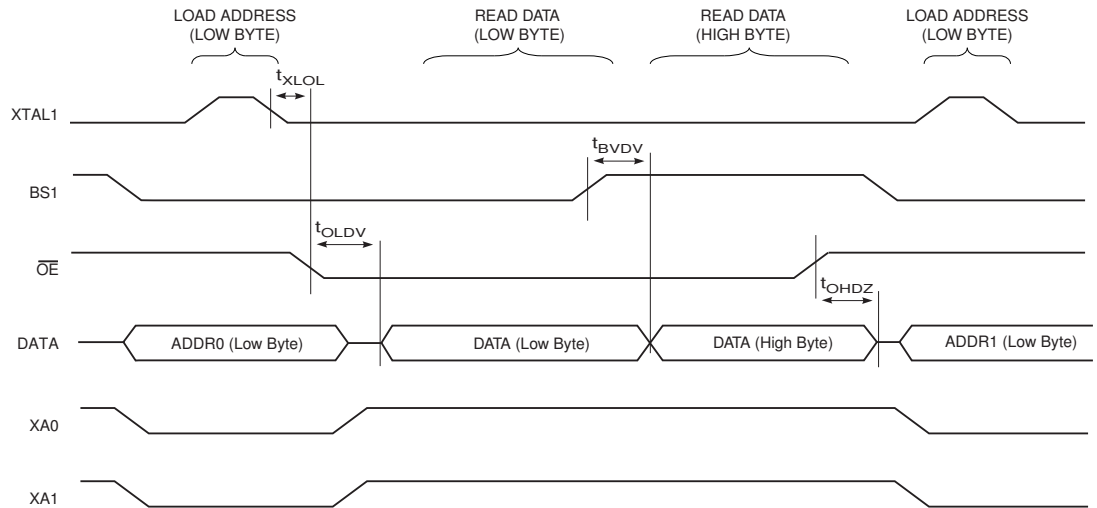 LOAD ADDRESS
(LOW BYTE)
READ DATA
(LOW BYTE)
READ DATA
(HIGH BYTE)
LOAD ADDRESS
(LOW BYTE)
tXLOL
XTAL1
tBVDV
BS1
tOLDV
OE
tOHDZ
DATA
ADDR0 (Low Byte)
DATA (Low Byte)
DATA (High Byte)
ADDR1 (Low Byte)
XA0
XA1